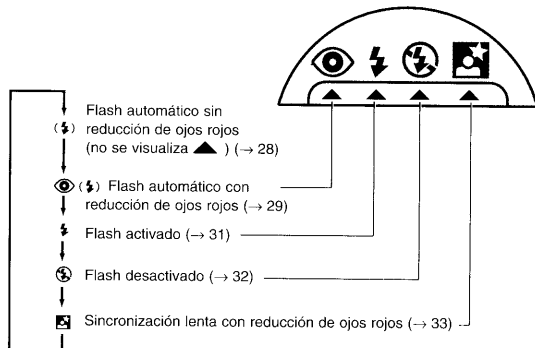 Flash automático sin
reducción de ojos rojos
(no se visualiza ▲ ) (→ 28)
Flash automático con
reducción de ojos rojos (→ 29)
Flash activado (→ 31)
Flash desactivado (→ 32)
Sincronización lenta con reducción de ojos rojos (→ 33)